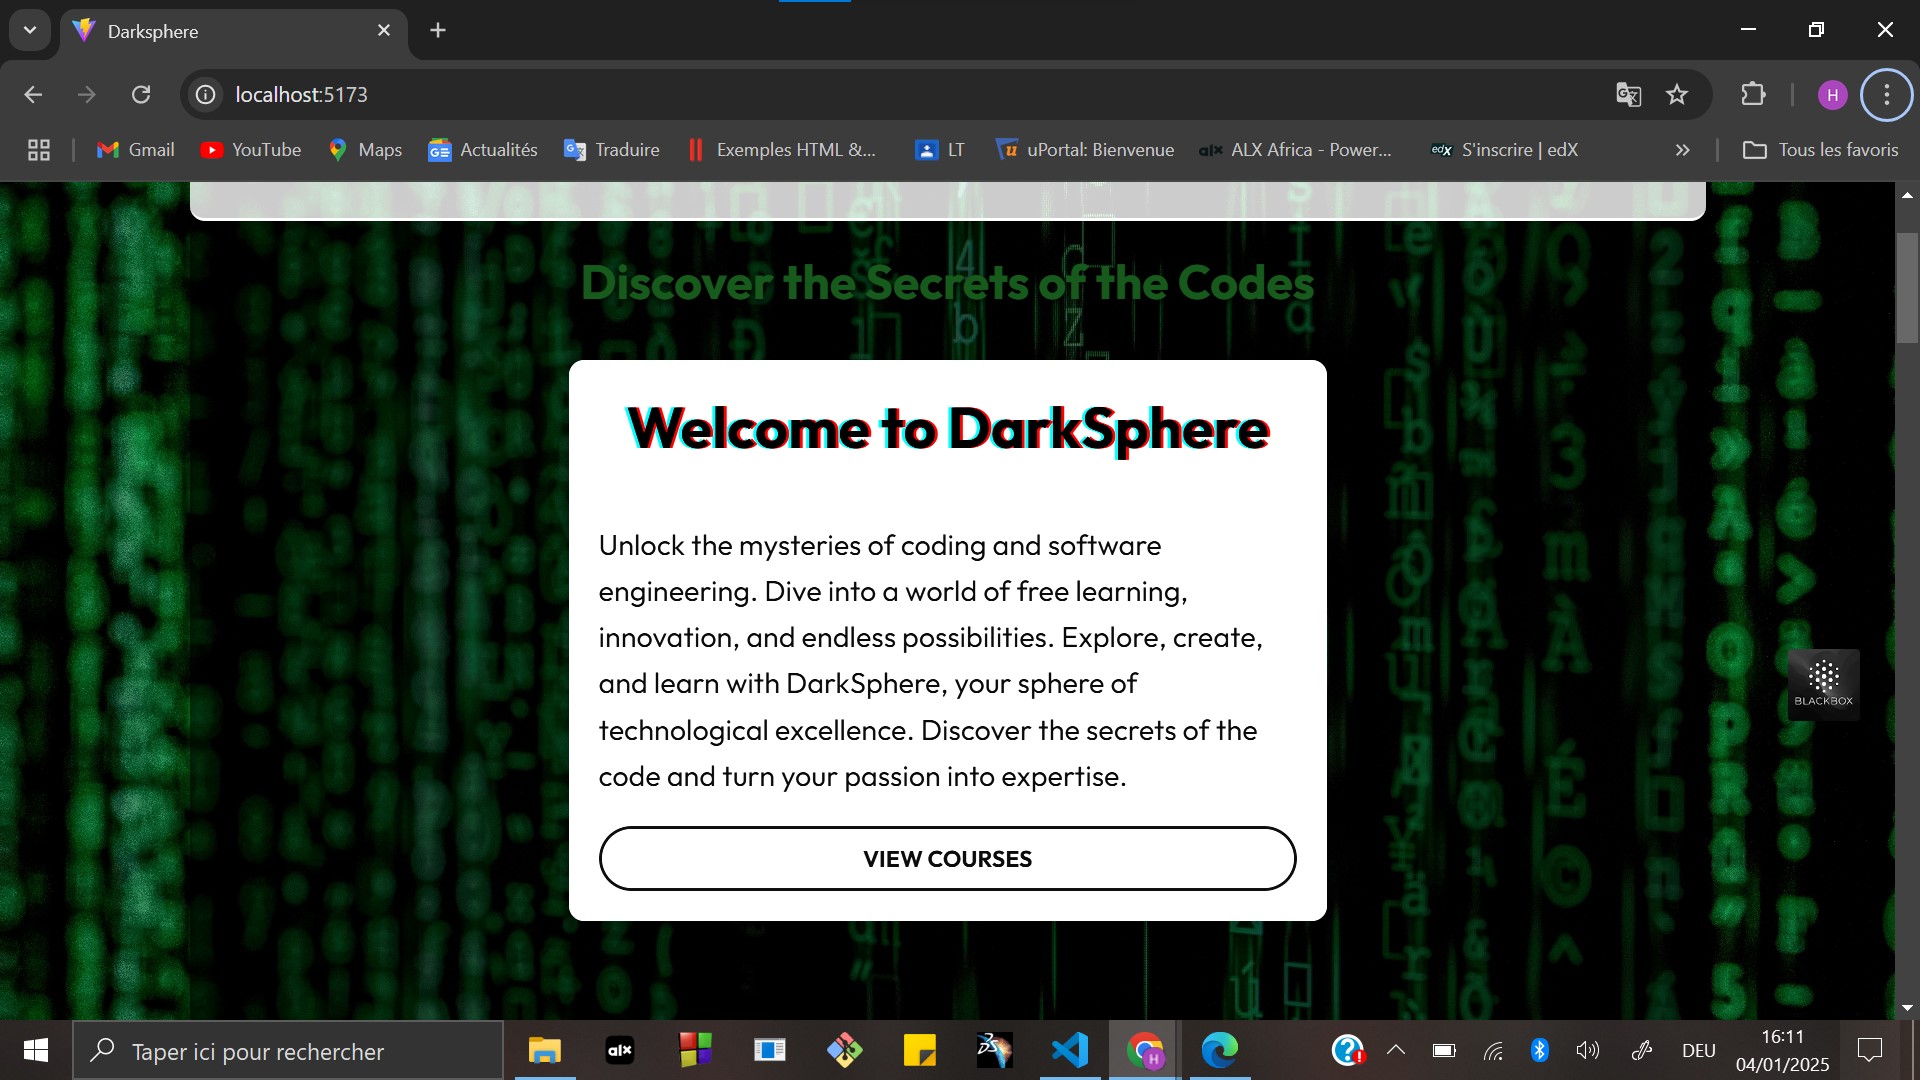 Darksphere
localhost:5173
H
Gmail
YouTube
Maps
Actualités
Traduire
Exemples HTML &...
LT
uPortal: Bienvenue
ALX Africa - Power...
edX
S'inscrire | edX
Tous les favoris
Discover the Secrets of the Codes
Welcome to DarkSphere
Unlock the mysteries of coding and software
engineering. Dive into a world of free learning,
innovation, and endless possibilities. Explore, create,
and learn with DarkSphere, your sphere of
technological excellence. Discover the secrets of the
code and turn your passion into expertise.
VIEW COURSES
BLACKBOX
Taper ici pour rechercher
alx
DEU
16:11
04/01/2025